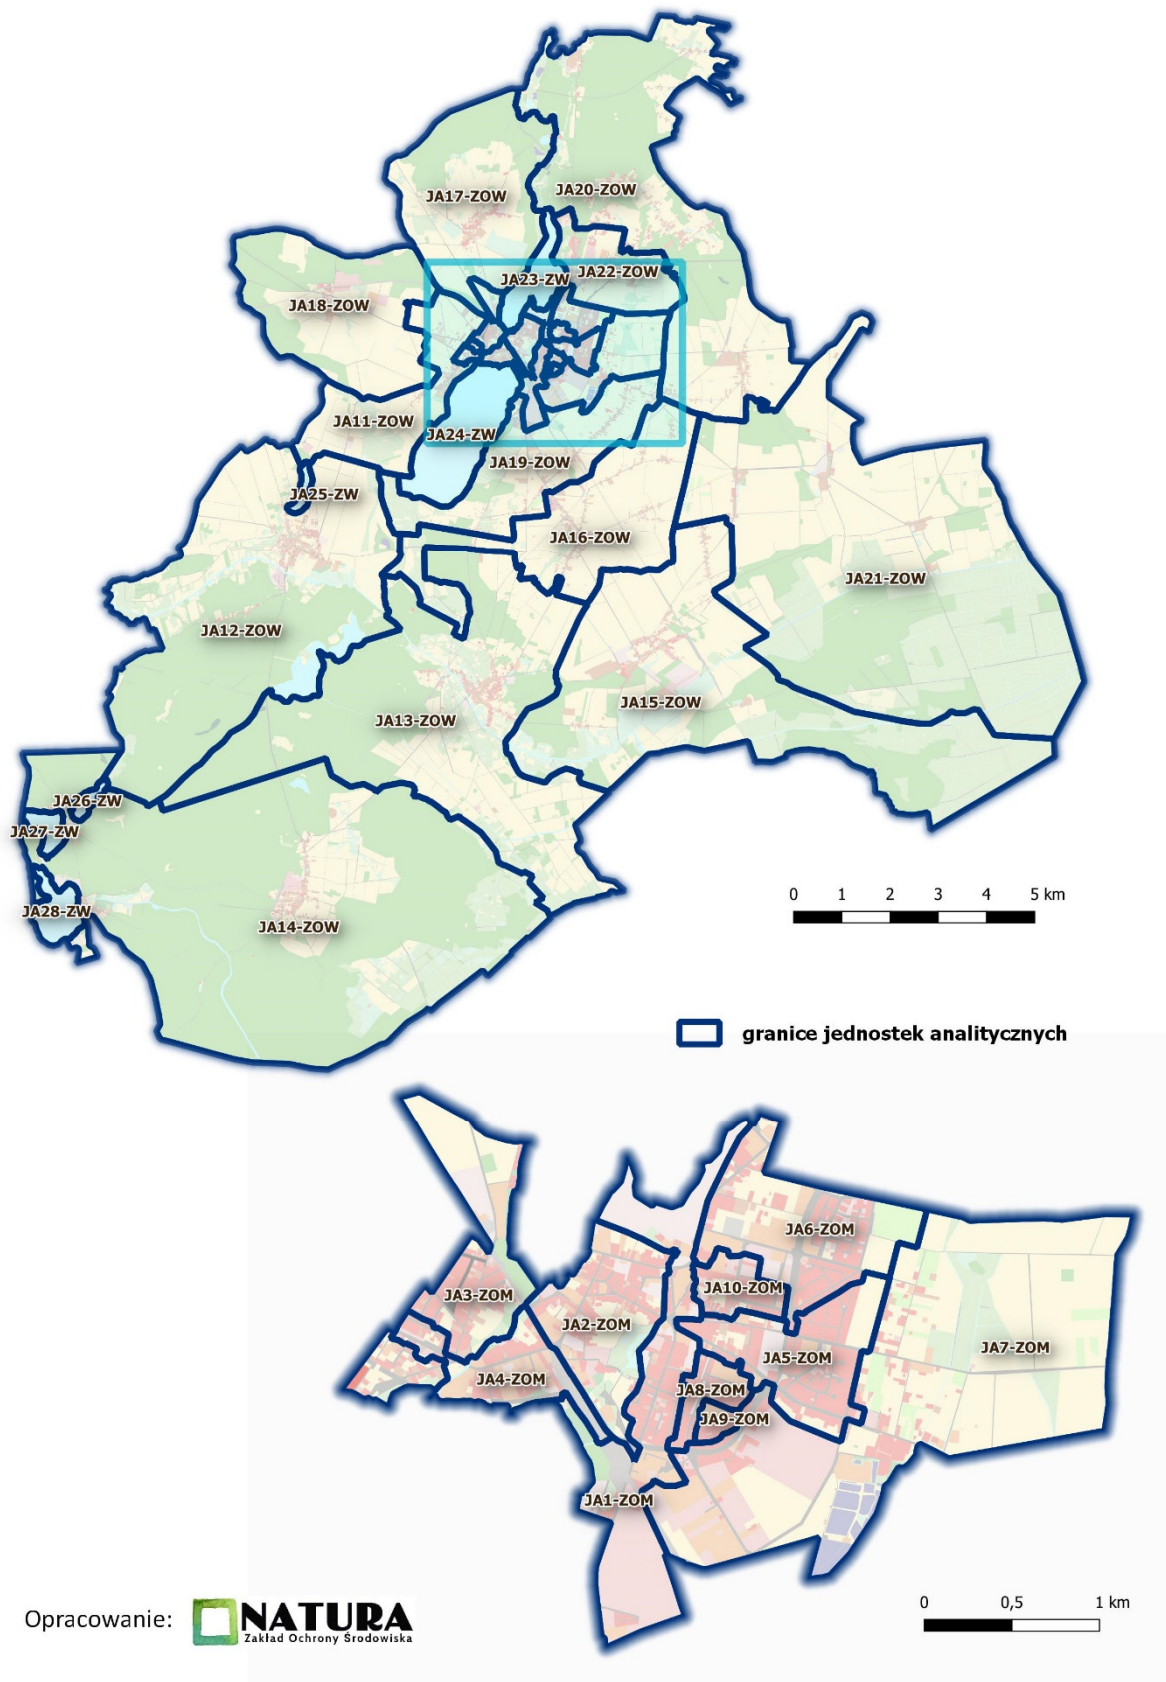 JA17-ZOW
JA20-ZOW
JA23-ZW
JA22-ZOW
JA18-ZOW
JA11-ZOW
JA24-ZW
JA19-ZOW
JA25-ZW
JA16-ZOW
JA21-ZOW
JA12-ZOW
JA15-ZOW
JA13-ZOW
JA26-ZW
JA27-ZW
JA28-ZW
JA14-ZOW
0 1 2 3 4 5 km
granice jednostek analitycznych
JA6-ZOM
JA10-ZOM
JA3-ZOM
JA2-ZOM
JA7-ZOM
JA5-ZOM
JA4-ZOM
JA8-ZOM
JA9-ZOM
JA1-ZOM
0 0,5 1 km
Opracowanie:
NATURA
Zakład Ochrony Środowiska